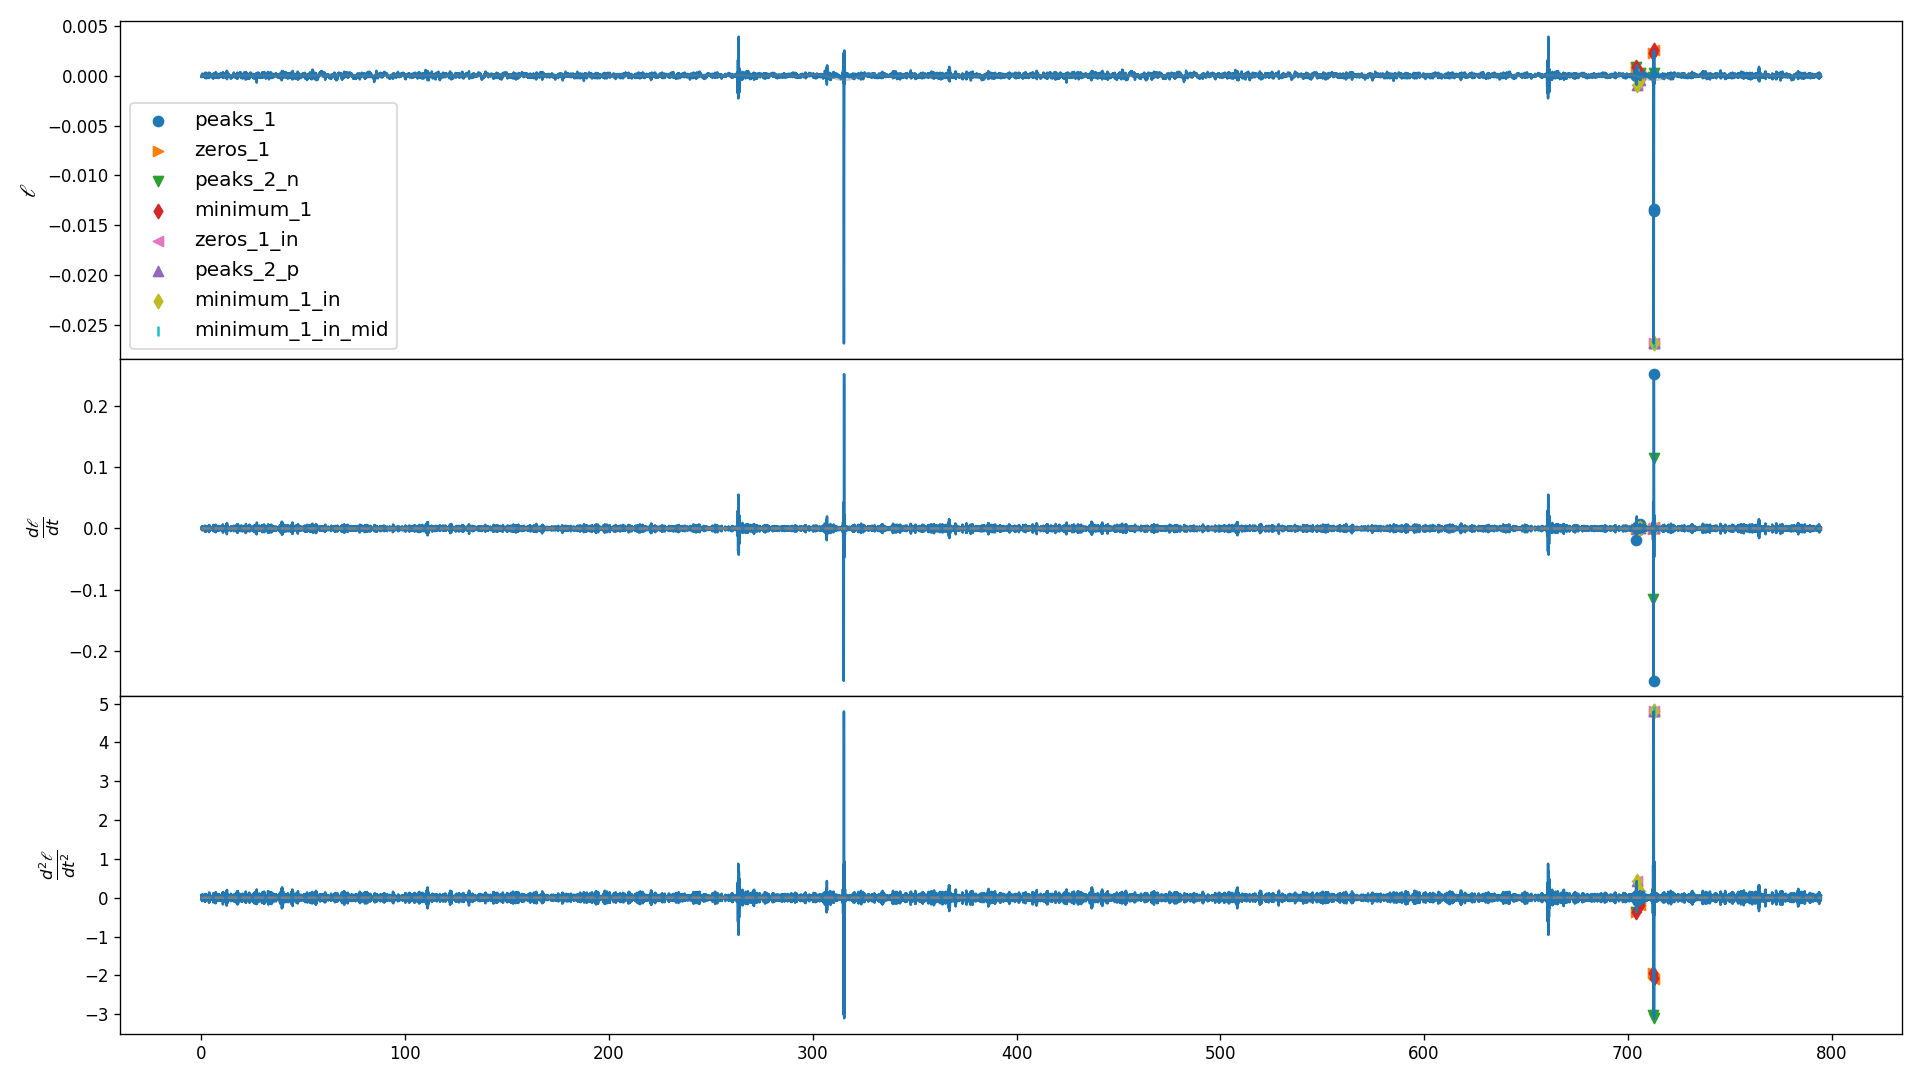 0.005
0.000
−0.005
−0.010
−0.015
−0.020
−0.025
ℓ
peaks_1
zeros_1
peaks_2_n
minimum_1
zeros_1_in
peaks_2_p
minimum_1_in
minimum_1_in_mid
0.2
0.1
0.0
−0.1
−0.2
dℓ
dt
5
4
3
2
1
0
−1
−2
−3
d²ℓ
dt²
0 100 200 300 400 500 600 700 800